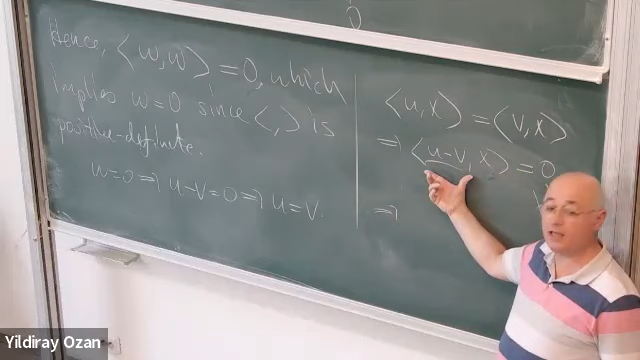 Hence, ⟨w,w⟩ = 0, which
implies w=0 since ⟨,⟩ is
positive-definite.
w=0 ⇒ u-v=0 ⇒ u=v.
⟨u,x⟩ = ⟨v,x⟩
⇒ ⟨u-v,x⟩ = 0
⇒
Yildiray Ozan